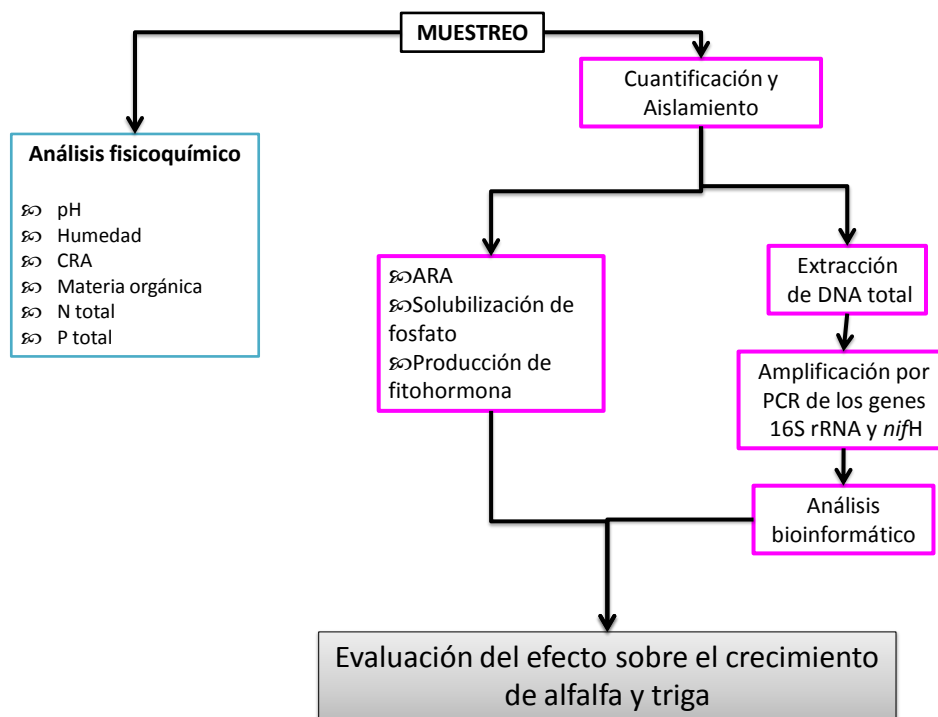 MUESTREO
Cuantificación y
Aislamiento
Análisis fisicoquímico
pH
Humedad
CRA
Materia orgánica
N total
P total
ARA
Solubilización de
fosfato
Producción de
fitohormona
Extracción
de DNA total
Amplificación por
PCR de los genes
16S rRNA y nifH
Análisis
bioinformático
Evaluación del efecto sobre el crecimiento
de alfalfa y triga